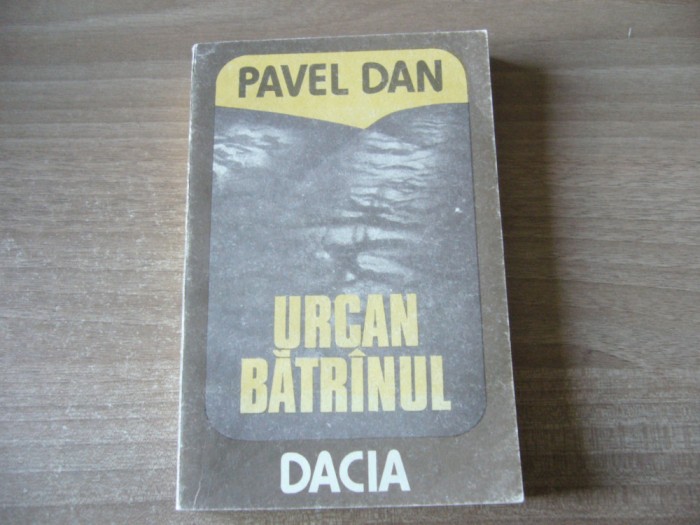 PAVEL DAN
URCAN
BĂTRÎNUL
DACIA